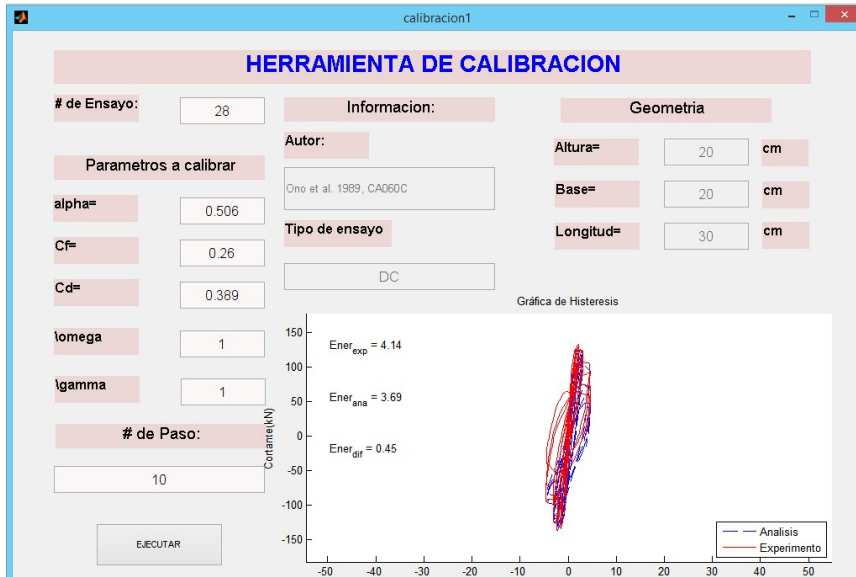 calibracion1
HERRAMIENTA DE CALIBRACION
# de Ensayo:
28
Parametros a calibrar
alpha=
0.506
Cf=
0.26
Cd=
0.389
\omega
1
\gamma
1
# de Paso:
10
EJECUTAR
Informacion:
Autor:
Ono et al. 1989, CA060C
Tipo de ensayo
DC
Geometria
Altura=
20
cm
Base=
20
cm
Longitud=
30
cm
Gráfica de Histeresis
Cortante(kN)
150
100
50
0
-50
-100
-150
Ener_exp = 4.14
Ener_ana = 3.69
Ener_dif = 0.45
Analisis
Experimento
-50 -40 -30 -20 -10 0 10 20 30 40 50